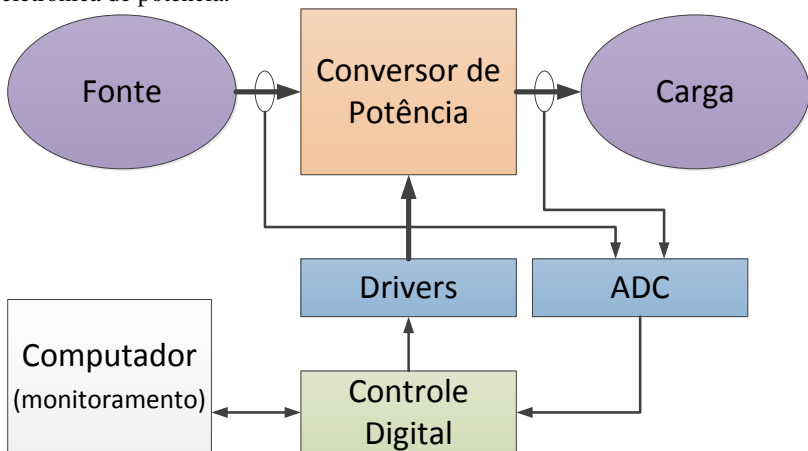 eletrônica de potência.
Fonte
Conversor de
Potência
Carga
Drivers
ADC
Computador
(monitoramento)
Controle
Digital